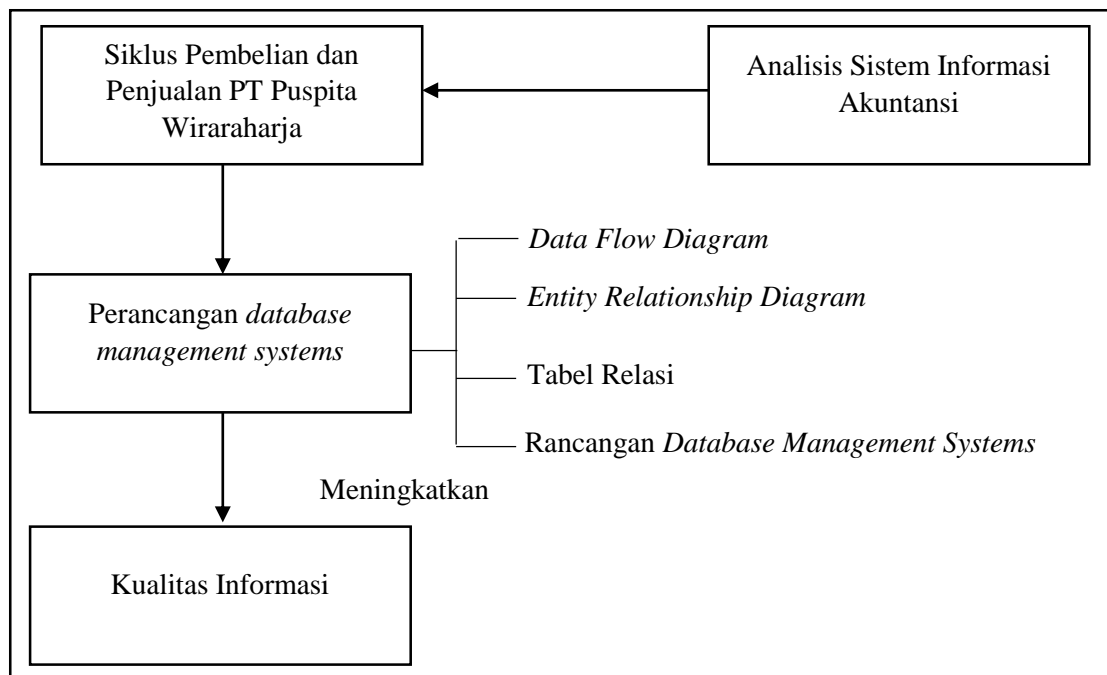 Siklus Pembelian dan
Penjualan PT Puspita
Wiraraharja
Analisis Sistem Informasi
Akuntansi
Perancangan database
management systems
Data Flow Diagram
Entity Relationship Diagram
Tabel Relasi
Rancangan Database Management Systems
Meningkatkan
Kualitas Informasi